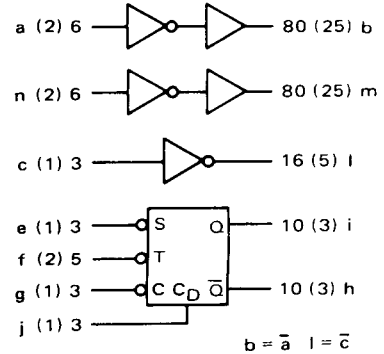 a (2) 6 80 (25) b
n (2) 6 80 (25) m
c (1) 3 16 (5) l
e (1) 3 S Q 10 (3) i
f (2) 5 T
g (1) 3 C C_D Q̅ 10 (3) h
j (1) 3
b = a̅ l = c̅